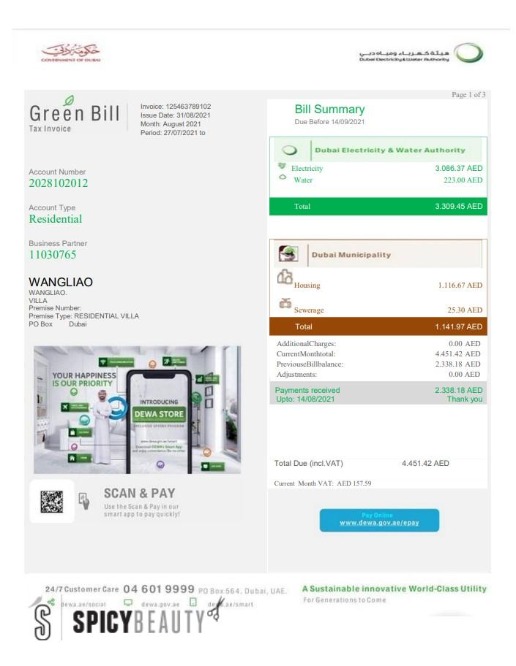 GOVERNMENT OF DUBAI
Dubai Electricity & Water Authority
Page 1 of 3
Green Bill
Tax Invoice
Invoice: 125463789102
Issue Date: 31/08/2021
Month: August 2021
Period: 27/07/2021 to
Account Number
2028102012
Account Type
Residential
Business Partner
11030765
WANGLIAO
WANGLIAO.
VILLA
Premise Number:
Premise Type: RESIDENTIAL VILLA
PO Box Dubai
YOUR HAPPINESS
IS OUR PRIORITY
INTRODUCING
DEWA STORE
SCAN & PAY
Use the Scan & Pay in our
smart app to pay quickly!
Bill Summary
Due Before 14/09/2021
Dubai Electricity & Water Authority
Electricity 3.086.37 AED
Water 223.00 AED
Total 3.309.45 AED
Dubai Municipality
Housing 1.116.67 AED
Sewerage 25.30 AED
Total 1.141.97 AED
AdditionalCharges: 0.00 AED
CurrentMonthtotal: 4.451.42 AED
PreviouseBillbalance: 2.338.18 AED
Adjustments: 0.00 AED
Payments received 2.338.18 AED
Upto: 14/08/2021 Thank you
Total Due (incl.VAT) 4.451.42 AED
Current Month VAT: AED 157.59
Pay Online
www.dewa.gov.ae/epay
24/7 Customer Care 04 601 9999 PO Box 564, Dubai, UAE.
A Sustainable innovative World-Class Utility
For Generations to Come
dewa.ae/social dewa.gov.ae dewa.ae/smart
SPICYBEAUTY